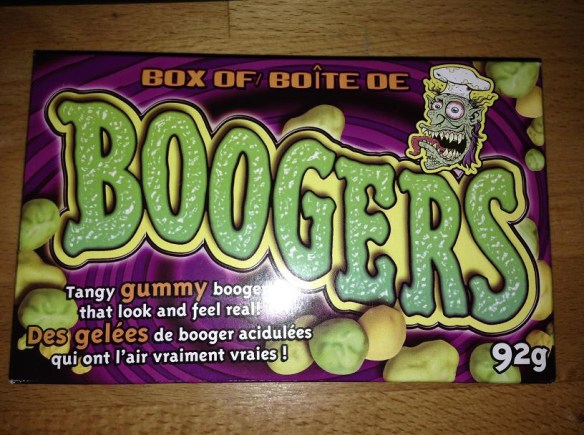 BOX OF/BOÎTE DE
BOOGERS
Tangy gummy booger
that look and feel real!
Des gelées de booger acidulées
qui ont l'air vraiment vraies !
92g